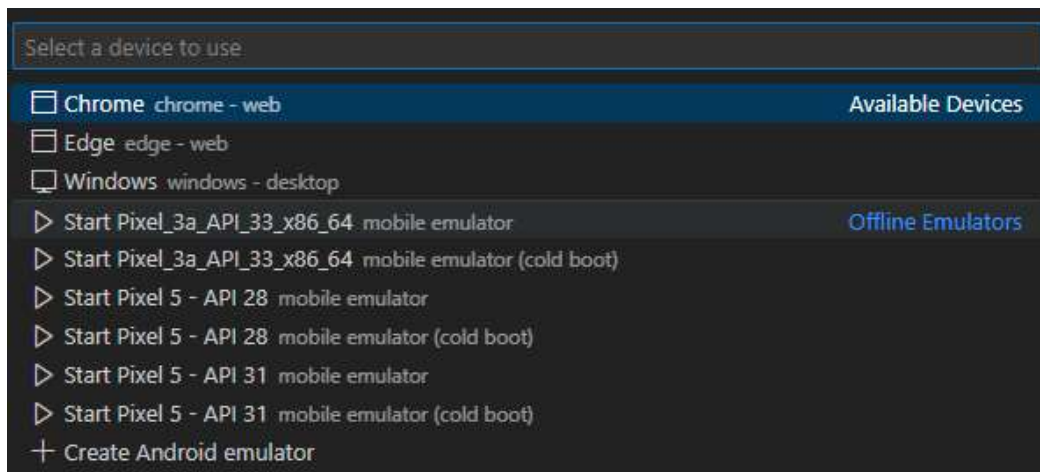 Select a device to use
Chrome chrome - web Available Devices
Edge edge - web
Windows windows - desktop
Start Pixel_3a_API_33_x86_64 mobile emulator Offline Emulators
Start Pixel_3a_API_33_x86_64 mobile emulator (cold boot)
Start Pixel 5 - API 28 mobile emulator
Start Pixel 5 - API 28 mobile emulator (cold boot)
Start Pixel 5 - API 31 mobile emulator
Start Pixel 5 - API 31 mobile emulator (cold boot)
Create Android emulator